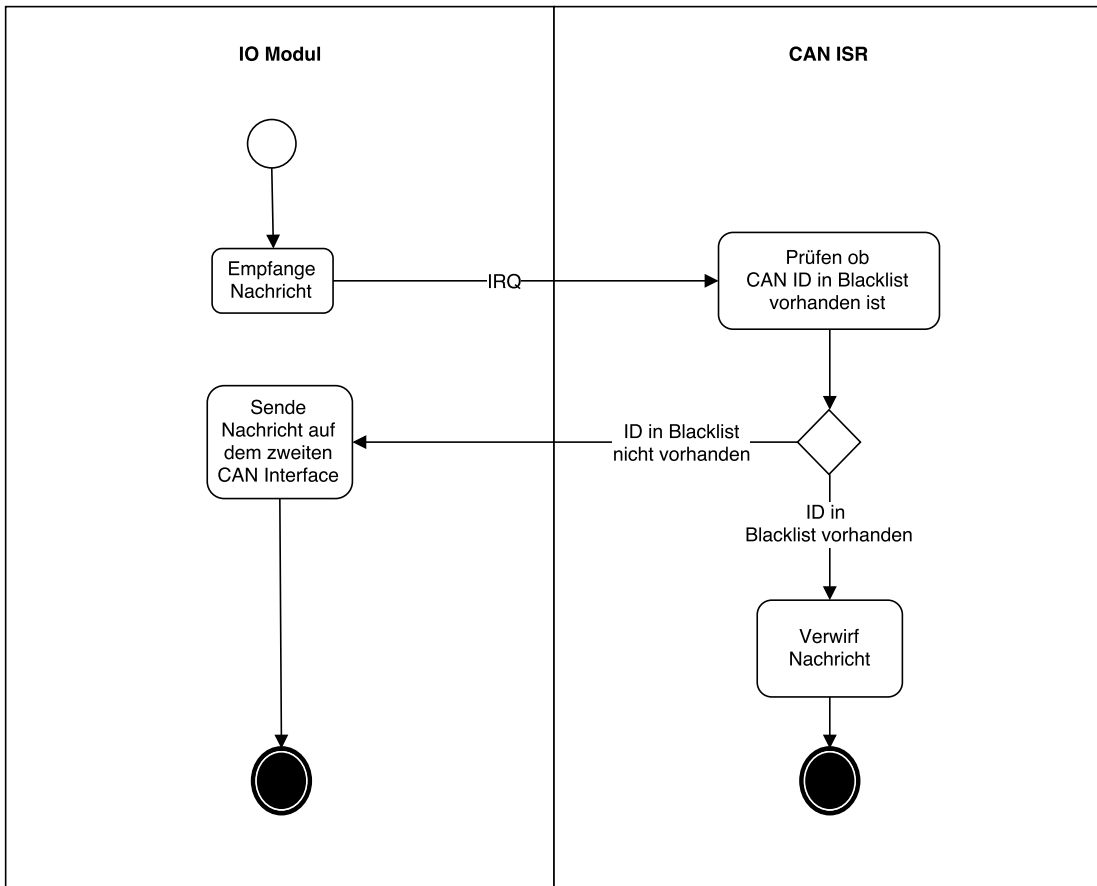 IO Modul
CAN ISR
Empfange
Nachricht
IRQ
Prüfen ob
CAN ID in Blacklist
vorhanden ist
Sende
Nachricht auf
dem zweiten
CAN Interface
ID in Blacklist
nicht vorhanden
ID in
Blacklist vorhanden
Verwirf
Nachricht